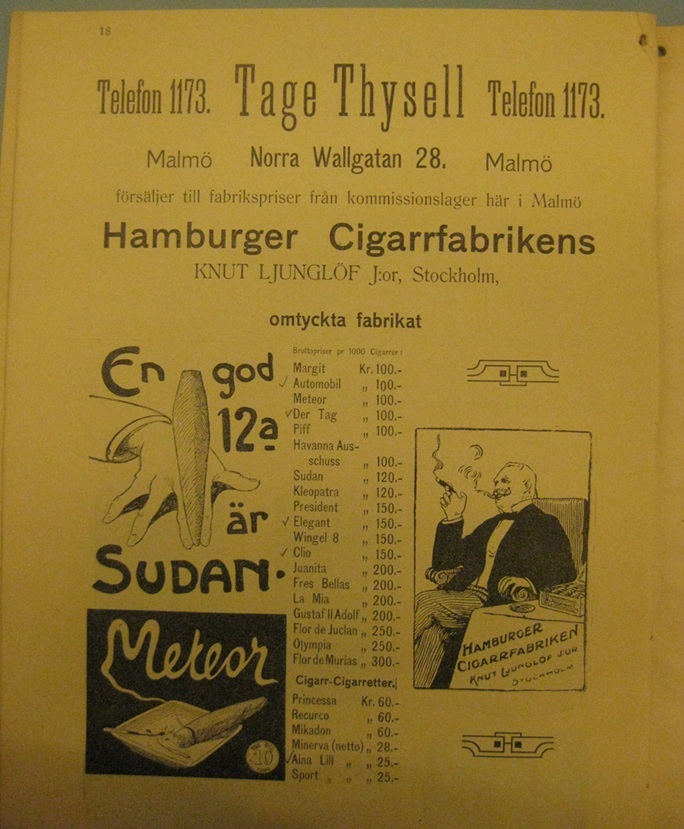 18
Telefon 1173. Tage Thysell Telefon 1173.
Malmö Norra Wallgatan 28. Malmö
försäljer till fabrikspriser från kommissionslager här i Malmö
Hamburger Cigarrfabrikens
KNUT LJUNGLÖF J:or, Stockholm,
omtyckta fabrikat
En god
12a
är
SUDAN.
Meteor
10
Bruttopriser pr 1000 Cigarrer:
Margit Kr. 100.-
Automobil „ 100.-
Meteor „ 100.-
Der Tag „ 100.-
Piff „ 100.-
Havanna Aus-
schuss „ 100.-
Sudan „ 120.-
Kleopatra „ 120.-
President „ 150.-
Elegant „ 150.-
Wingel 8 „ 150.-
Clio „ 150.-
Juanita „ 200.-
Fres Bellas „ 200.-
La Mia „ 200.-
Gustaf II Adolf „ 200.-
Flor de Juclan „ 250.-
Olympia „ 250.-
Flor de Murias „ 300.-
Cigarr-Cigarretter.
Princessa Kr. 60.-
Recurco „ 60.-
Mikadon „ 60.-
Minerva (netto) „ 28.-
Aina Lill „ „ 25.-
Sport „ „ 25.-
HAMBURGER
CIGARRFABRIKEN
KNUT LJUNGLÖF J:OR
STOCKHOLM